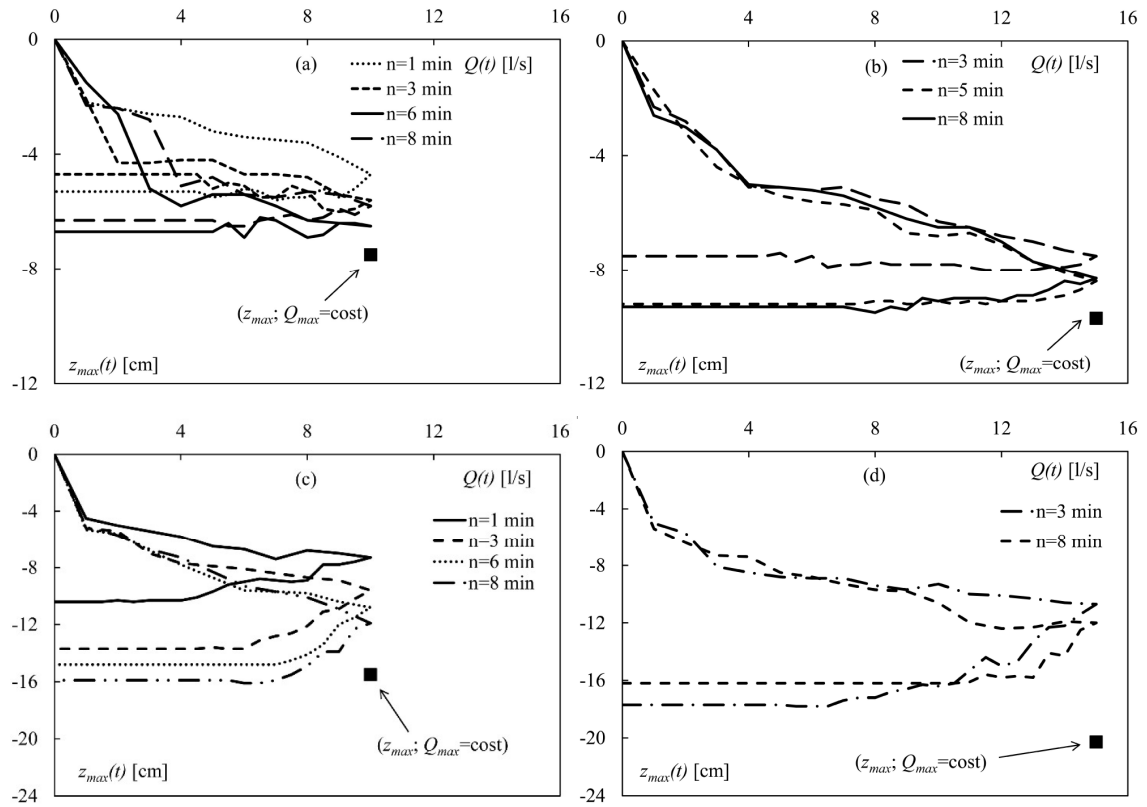 0 4 8 12 16
0
-4
-8
-12
(a)
Q(t) [l/s]
n=1 min
n=3 min
n=6 min
n=8 min
(zmax; Qmax=cost)
zmax(t) [cm]
0 4 8 12 16
0
-4
-8
-12
(b)
Q(t) [l/s]
n=3 min
n=5 min
n=8 min
(zmax; Qmax=cost)
zmax(t) [cm]
0 4 8 12 16
0
-4
-8
-12
-16
-20
-24
(c)
Q(t) [l/s]
n=1 min
n−3 min
n=6 min
n=8 min
(zmax; Qmax=cost)
zmax(t) [cm]
0 4 8 12 16
0
-4
-8
-12
-16
-20
-24
(d)
Q(t) [l/s]
n=3 min
n=8 min
(zmax; Qmax=cost)
zmax(t) [cm]